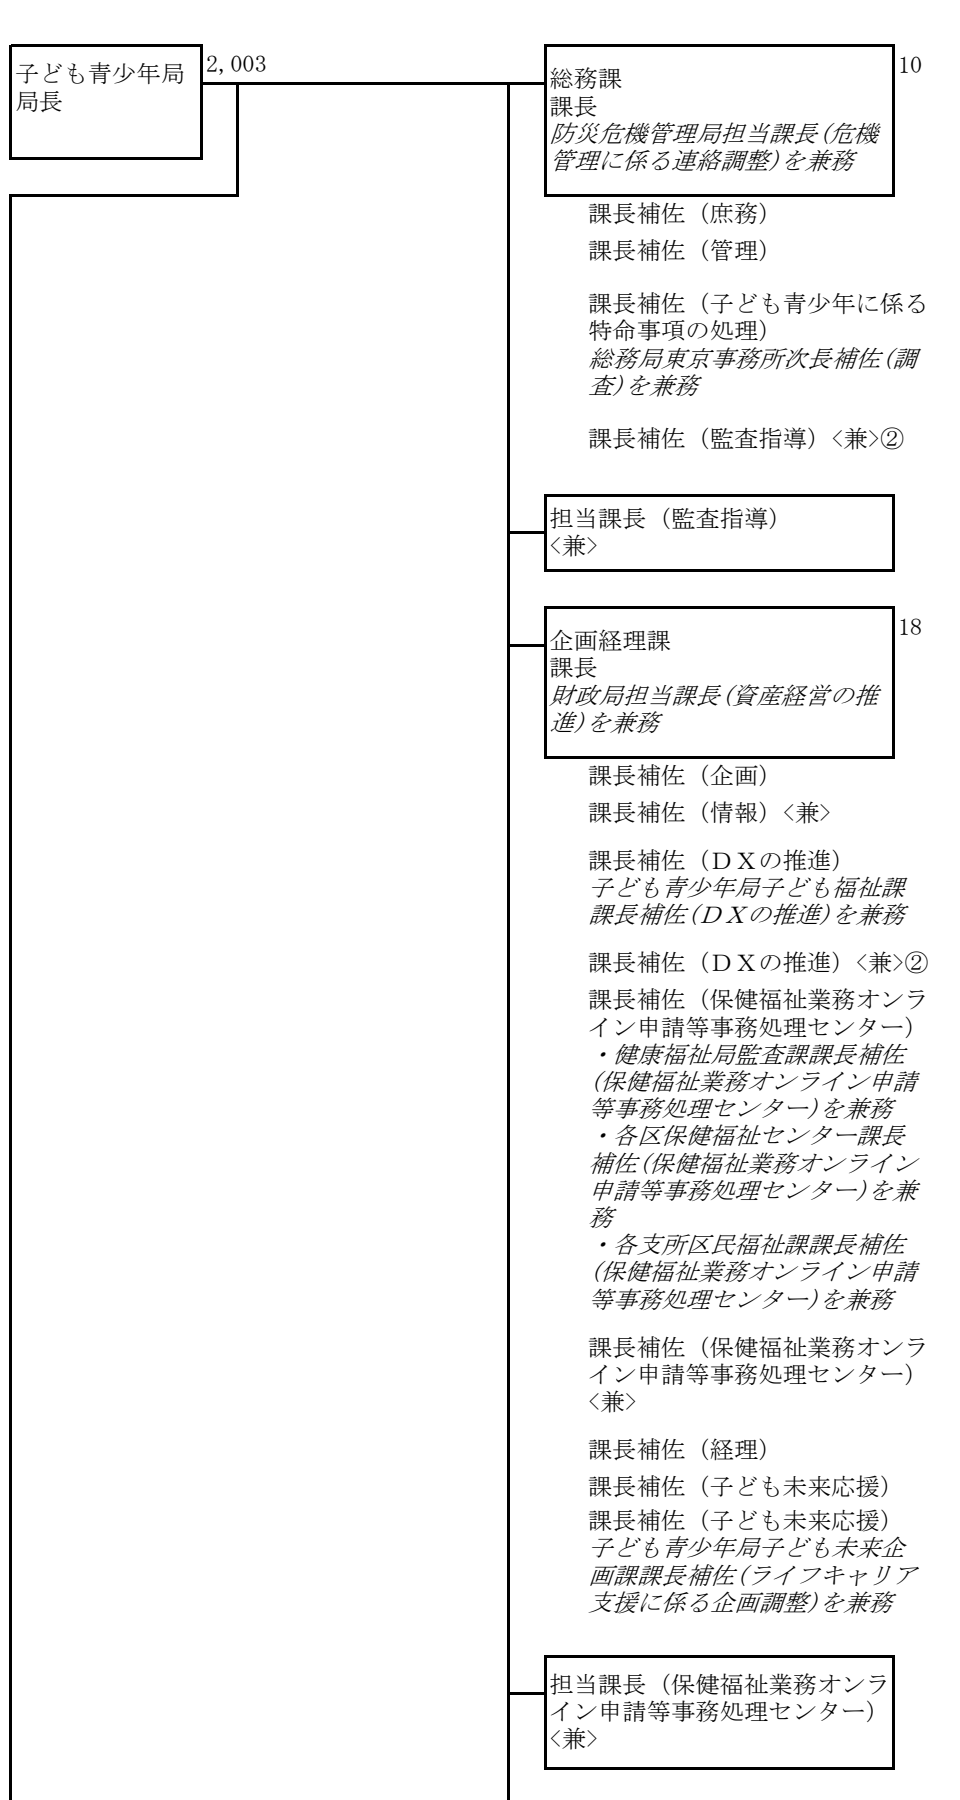 子ども青少年局
局長
2,003
総務課
課長
防災危機管理局担当課長(危機
管理に係る連絡調整)を兼務
10
課長補佐（庶務）
課長補佐（管理）
課長補佐（子ども青少年に係る
特命事項の処理）
総務局東京事務所次長補佐(調
査)を兼務
課長補佐（監査指導）<兼>②
担当課長（監査指導）
<兼>
企画経理課
課長
財政局担当課長(資産経営の推
進)を兼務
18
課長補佐（企画）
課長補佐（情報）<兼>
課長補佐（ＤＸの推進）
子ども青少年局子ども福祉課
課長補佐(ＤＸの推進)を兼務
課長補佐（ＤＸの推進）<兼>②
課長補佐（保健福祉業務オンラ
イン申請等事務処理センター）
・健康福祉局監査課課長補佐
(保健福祉業務オンライン申請
等事務処理センター)を兼務
・各区保健福祉センター課長
補佐(保健福祉業務オンライン
申請等事務処理センター)を兼
務
・各支所区民福祉課課長補佐
(保健福祉業務オンライン申請
等事務処理センター)を兼務
課長補佐（保健福祉業務オンラ
イン申請等事務処理センター）
<兼>
課長補佐（経理）
課長補佐（子ども未来応援）
課長補佐（子ども未来応援）
子ども青少年局子ども未来企
画課課長補佐(ライフキャリア
支援に係る企画調整)を兼務
担当課長（保健福祉業務オンラ
イン申請等事務処理センター）
<兼>